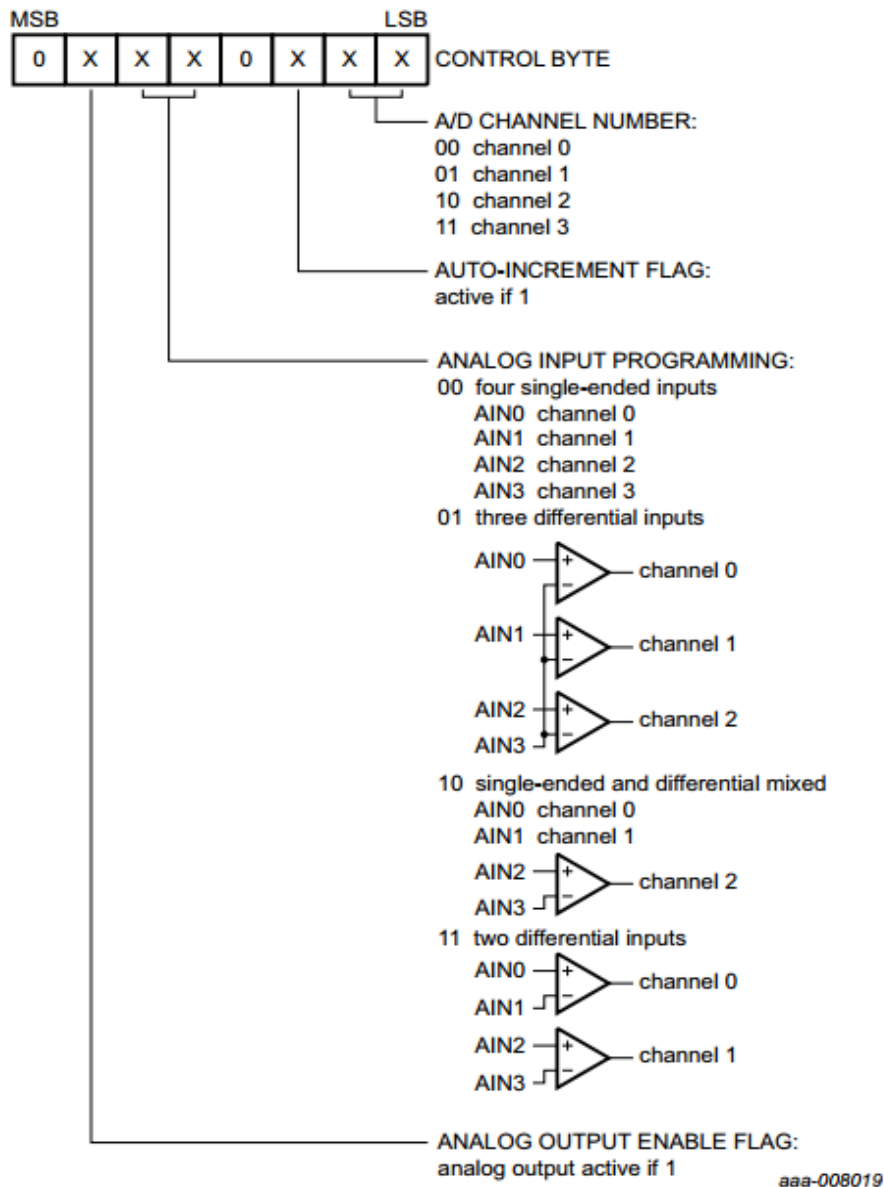 MSB LSB
0 X X X 0 X X X CONTROL BYTE
A/D CHANNEL NUMBER:
00 channel 0
01 channel 1
10 channel 2
11 channel 3
AUTO-INCREMENT FLAG:
active if 1
ANALOG INPUT PROGRAMMING:
00 four single-ended inputs
AIN0 channel 0
AIN1 channel 1
AIN2 channel 2
AIN3 channel 3
01 three differential inputs
AIN0 + − channel 0
AIN1 + − channel 1
AIN2 + − channel 2
AIN3
10 single-ended and differential mixed
AIN0 channel 0
AIN1 channel 1
AIN2 + − channel 2
AIN3
11 two differential inputs
AIN0 + − channel 0
AIN1
AIN2 + − channel 1
AIN3
ANALOG OUTPUT ENABLE FLAG:
analog output active if 1
aaa-008019